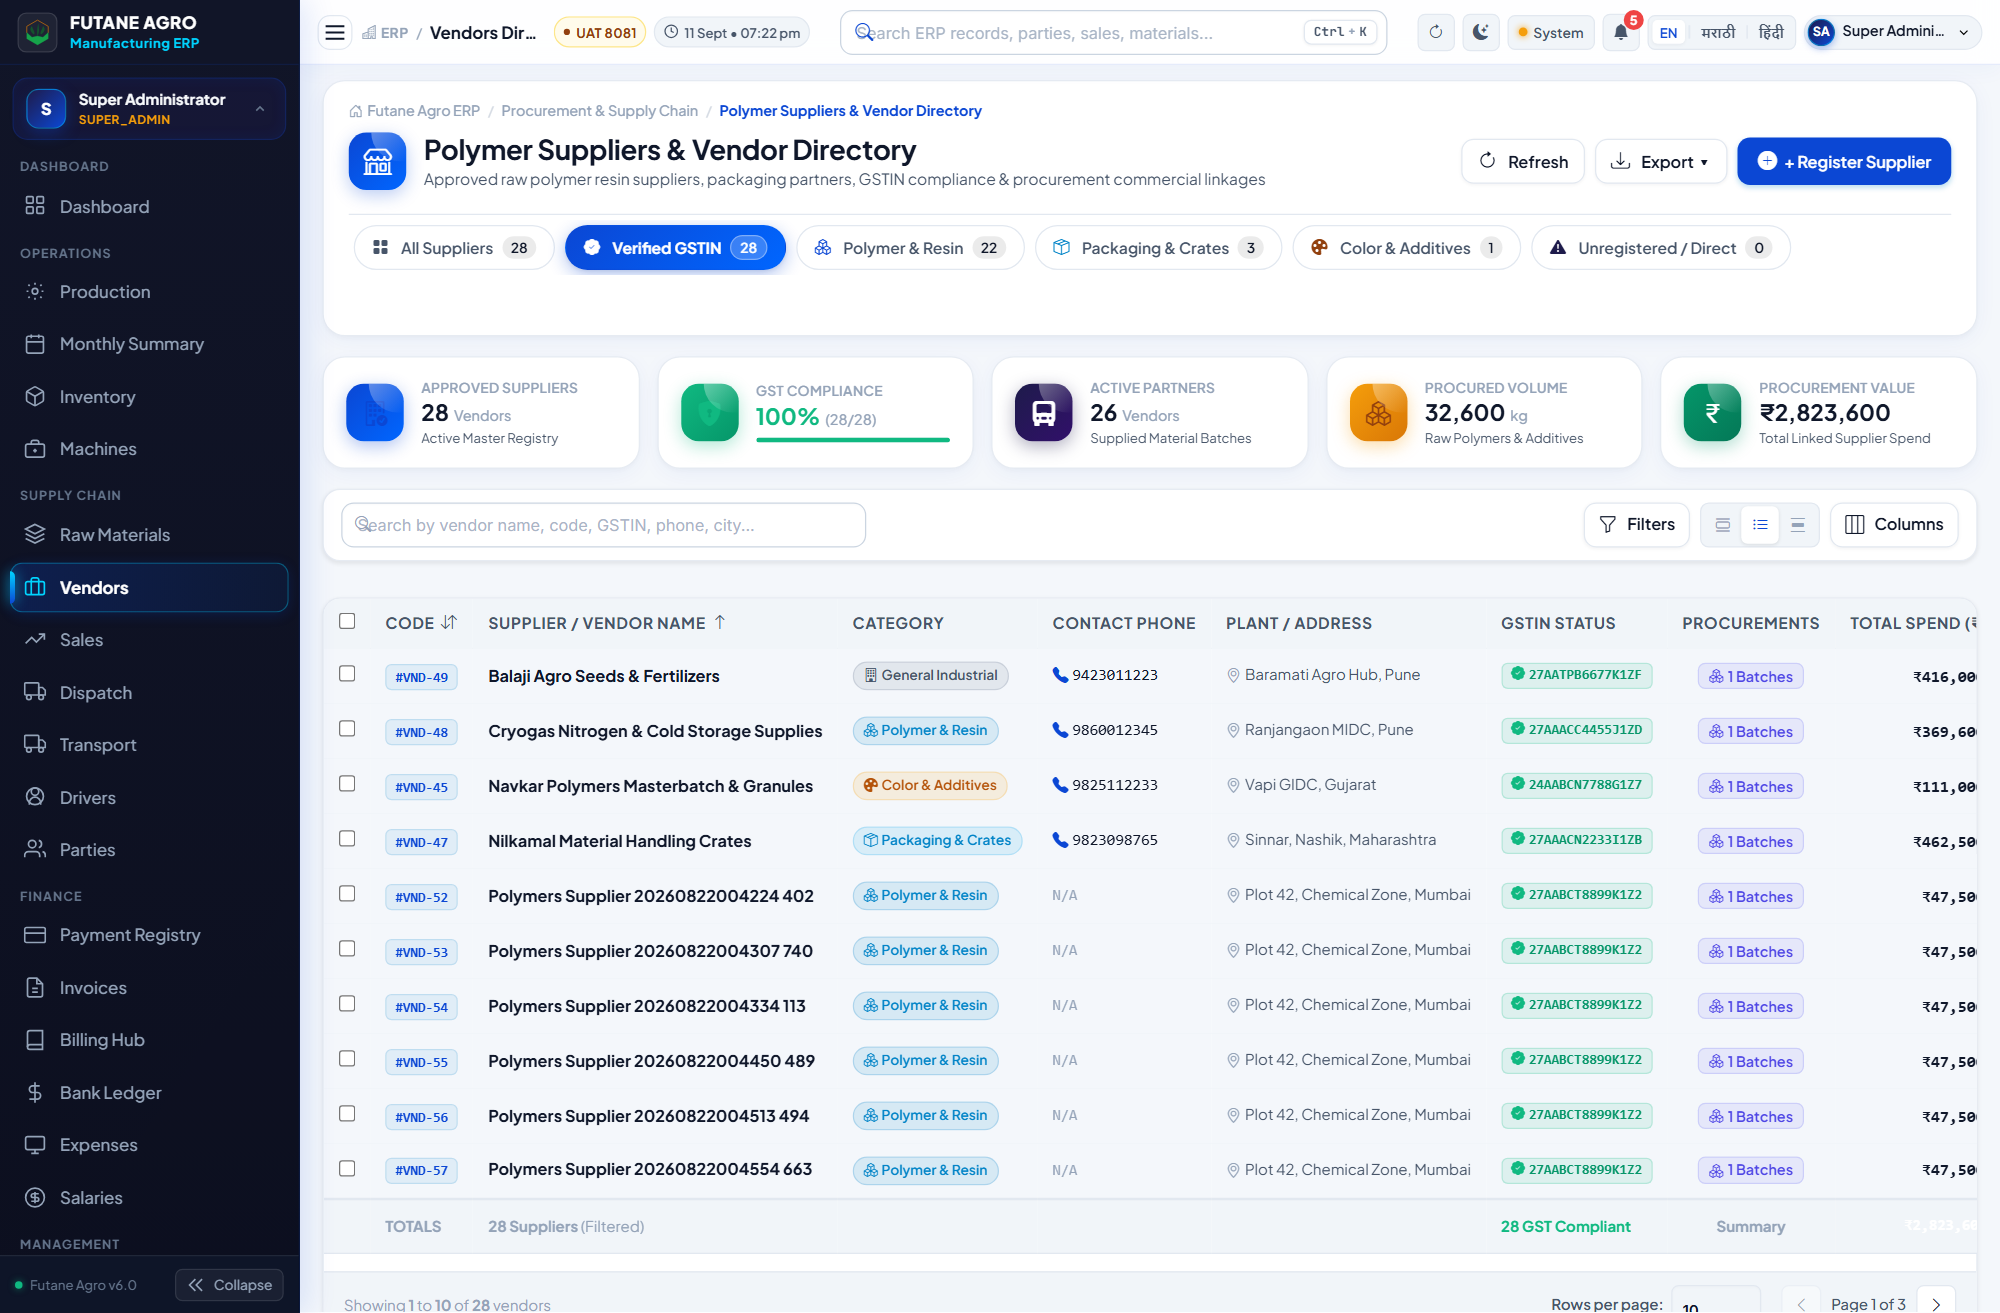 FUTANE AGRO
Manufacturing ERP
S
Super Administrator
SUPER_ADMIN
DASHBOARD
Dashboard
OPERATIONS
Production
Monthly Summary
Inventory
Machines
SUPPLY CHAIN
Raw Materials
Vendors
Sales
Dispatch
Transport
Drivers
Parties
FINANCE
Payment Registry
Invoices
Billing Hub
Bank Ledger
Expenses
Salaries
MANAGEMENT
Futane Agro v6.0
Collapse
ERP / Vendors Dir...
UAT 8081
11 Sept • 07:22 pm
Search ERP records, parties, sales, materials...
Ctrl + K
System
5
EN मराठी हिंदी
SA
Super Admini...
Futane Agro ERP / Procurement & Supply Chain / Polymer Suppliers & Vendor Directory
Polymer Suppliers & Vendor Directory
Approved raw polymer resin suppliers, packaging partners, GSTIN compliance & procurement commercial linkages
Refresh
Export ▾
+ Register Supplier
All Suppliers 28
Verified GSTIN 28
Polymer & Resin 22
Packaging & Crates 3
Color & Additives 1
Unregistered / Direct 0
APPROVED SUPPLIERS
28 Vendors
Active Master Registry
GST COMPLIANCE
100% (28/28)
ACTIVE PARTNERS
26 Vendors
Supplied Material Batches
PROCURED VOLUME
32,600 kg
Raw Polymers & Additives
₹
PROCUREMENT VALUE
₹2,823,600
Total Linked Supplier Spend
Search by vendor name, code, GSTIN, phone, city...
Filters
Columns
CODE SUPPLIER / VENDOR NAME CATEGORY CONTACT PHONE PLANT / ADDRESS GSTIN STATUS PROCUREMENTS TOTAL SPEND (₹
#VND-49 Balaji Agro Seeds & Fertilizers General Industrial 9423011223 Baramati Agro Hub, Pune 27AATPB6677K1ZF 1 Batches ₹416,00
#VND-48 Cryogas Nitrogen & Cold Storage Supplies Polymer & Resin 9860012345 Ranjangaon MIDC, Pune 27AAACC4455J1ZD 1 Batches ₹369,60
#VND-45 Navkar Polymers Masterbatch & Granules Color & Additives 9825112233 Vapi GIDC, Gujarat 24AABCN7788G1Z7 1 Batches ₹111,00
#VND-47 Nilkamal Material Handling Crates Packaging & Crates 9823098765 Sinnar, Nashik, Maharashtra 27AAACN2233I1ZB 1 Batches ₹462,50
#VND-52 Polymers Supplier 20260822004224 402 Polymer & Resin N/A Plot 42, Chemical Zone, Mumbai 27AABCT8899K1Z2 1 Batches ₹47,50
#VND-53 Polymers Supplier 20260822004307 740 Polymer & Resin N/A Plot 42, Chemical Zone, Mumbai 27AABCT8899K1Z2 1 Batches ₹47,50
#VND-54 Polymers Supplier 20260822004334 113 Polymer & Resin N/A Plot 42, Chemical Zone, Mumbai 27AABCT8899K1Z2 1 Batches ₹47,50
#VND-55 Polymers Supplier 20260822004450 489 Polymer & Resin N/A Plot 42, Chemical Zone, Mumbai 27AABCT8899K1Z2 1 Batches ₹47,50
#VND-56 Polymers Supplier 20260822004513 494 Polymer & Resin N/A Plot 42, Chemical Zone, Mumbai 27AABCT8899K1Z2 1 Batches ₹47,50
#VND-57 Polymers Supplier 20260822004554 663 Polymer & Resin N/A Plot 42, Chemical Zone, Mumbai 27AABCT8899K1Z2 1 Batches ₹47,50
TOTALS 28 Suppliers (Filtered) 28 GST Compliant Summary ₹2,823,60
Showing 1 to 10 of 28 vendors
Rows per page: 10
Page 1 of 3